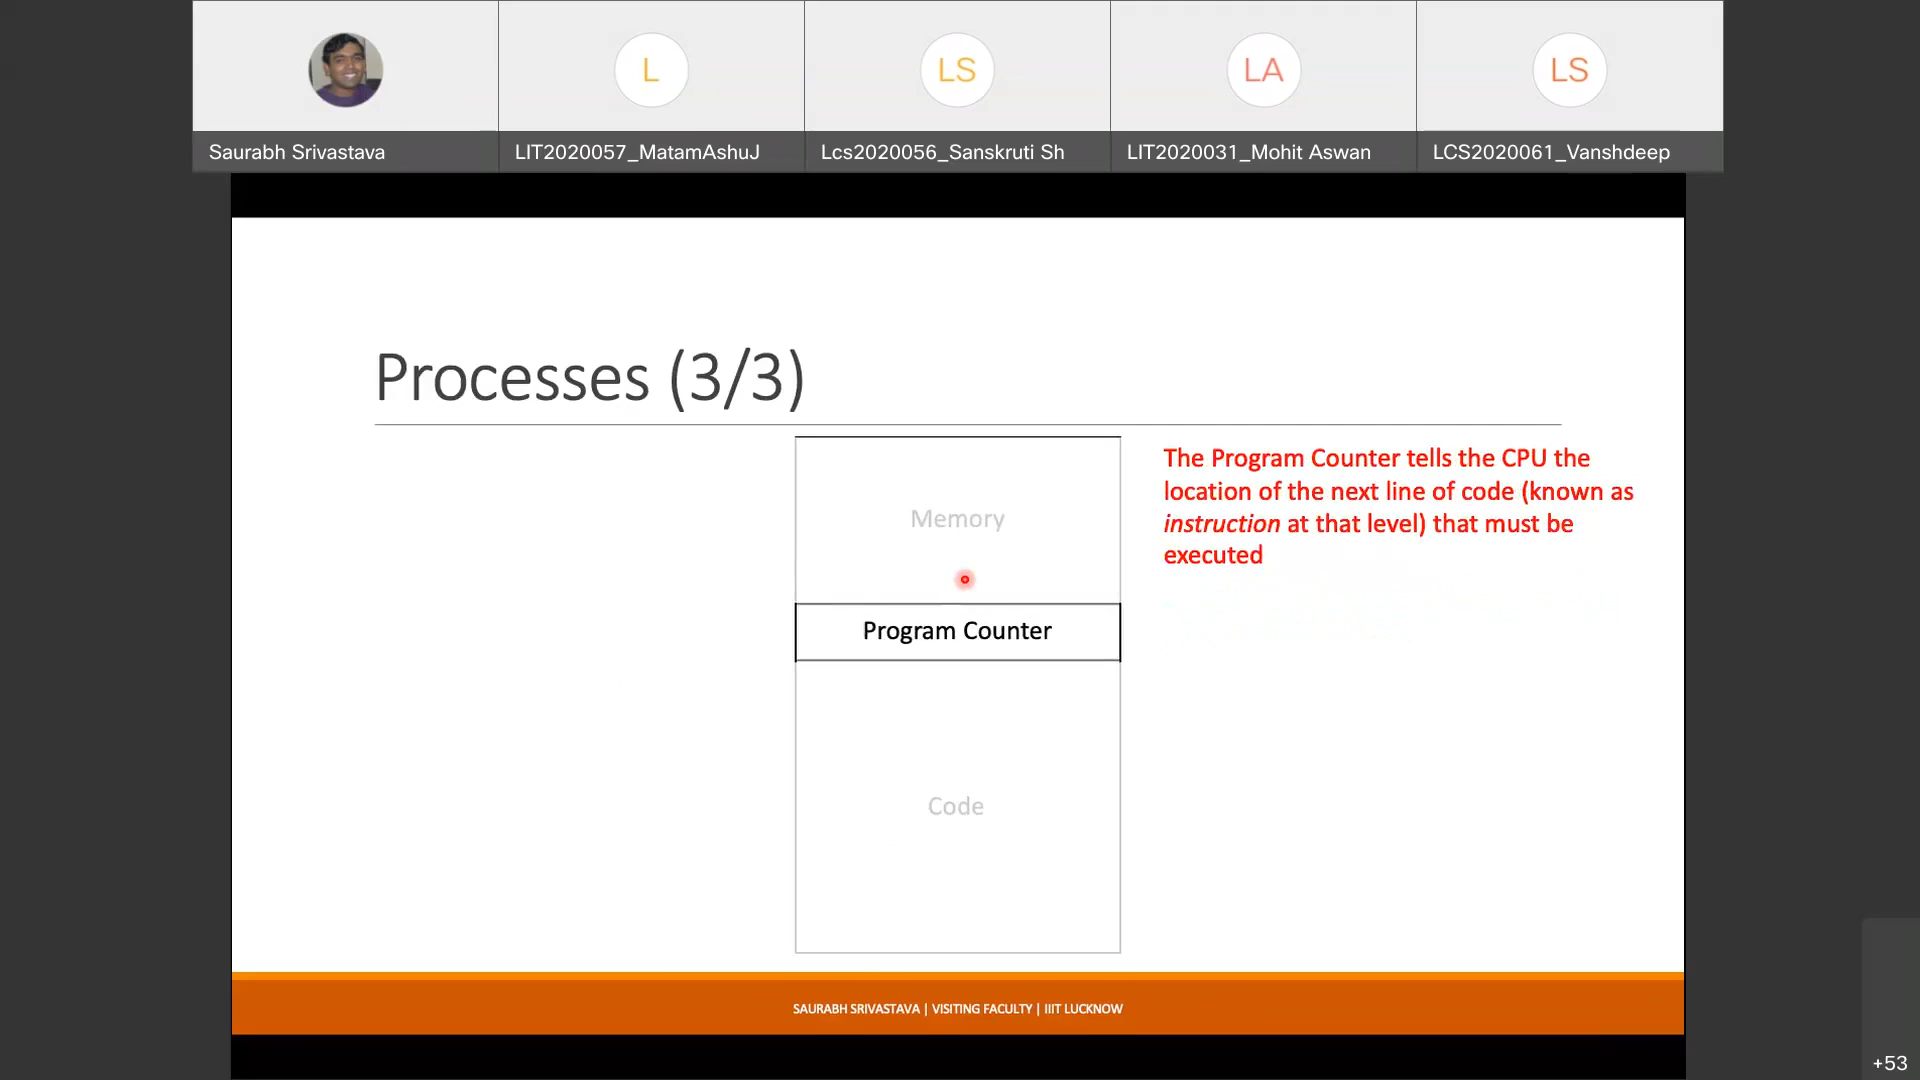 L
LS
LA
LS
Saurabh Srivastava
LIT2020057_MatamAshuJ
Lcs2020056_Sanskruti Sh
LIT2020031_Mohit Aswan
LCS2020061_Vanshdeep
Processes (3/3)
Memory
Program Counter
Code
The Program Counter tells the CPU the
location of the next line of code (known as
instruction at that level) that must be
executed
SAURABH SRIVASTAVA | VISITING FACULTY | IIIT LUCKNOW
+53